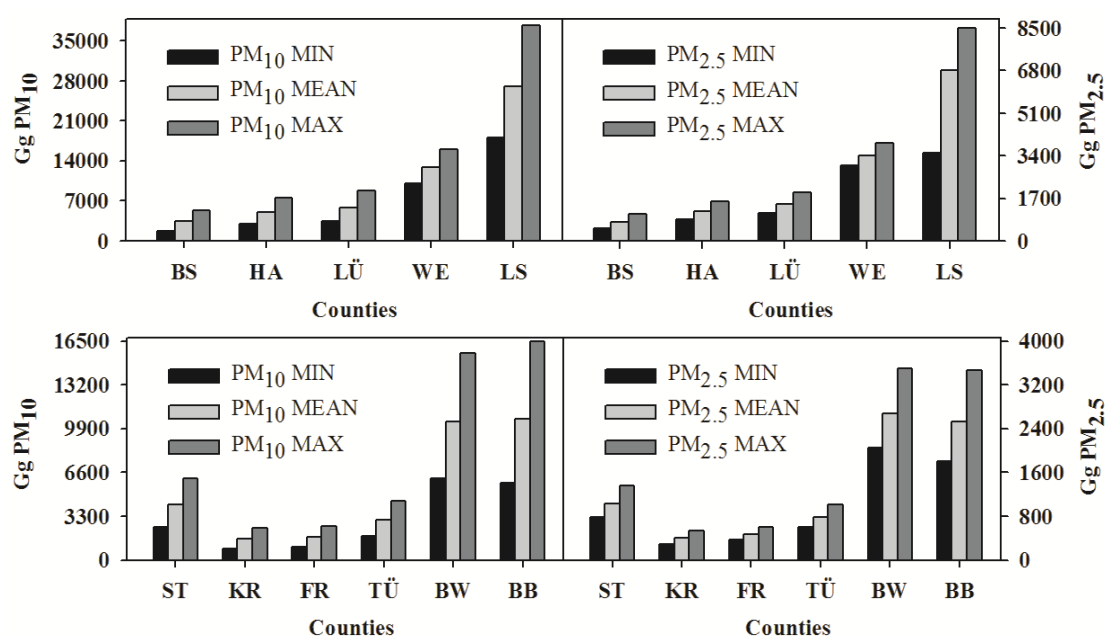 Gg PM10
35000
28000
21000
14000
7000
0
PM10 MIN
PM10 MEAN
PM10 MAX
BS HA LÜ WE LS
Counties
PM2.5 MIN
PM2.5 MEAN
PM2.5 MAX
BS HA LÜ WE LS
Counties
8500
6800
5100
3400
1700
0
Gg PM2.5
Gg PM10
16500
13200
9900
6600
3300
0
PM10 MIN
PM10 MEAN
PM10 MAX
ST KR FR TÜ BW BB
Counties
PM2.5 MIN
PM2.5 MEAN
PM2.5 MAX
ST KR FR TÜ BW BB
Counties
4000
3200
2400
1600
800
0
Gg PM2.5